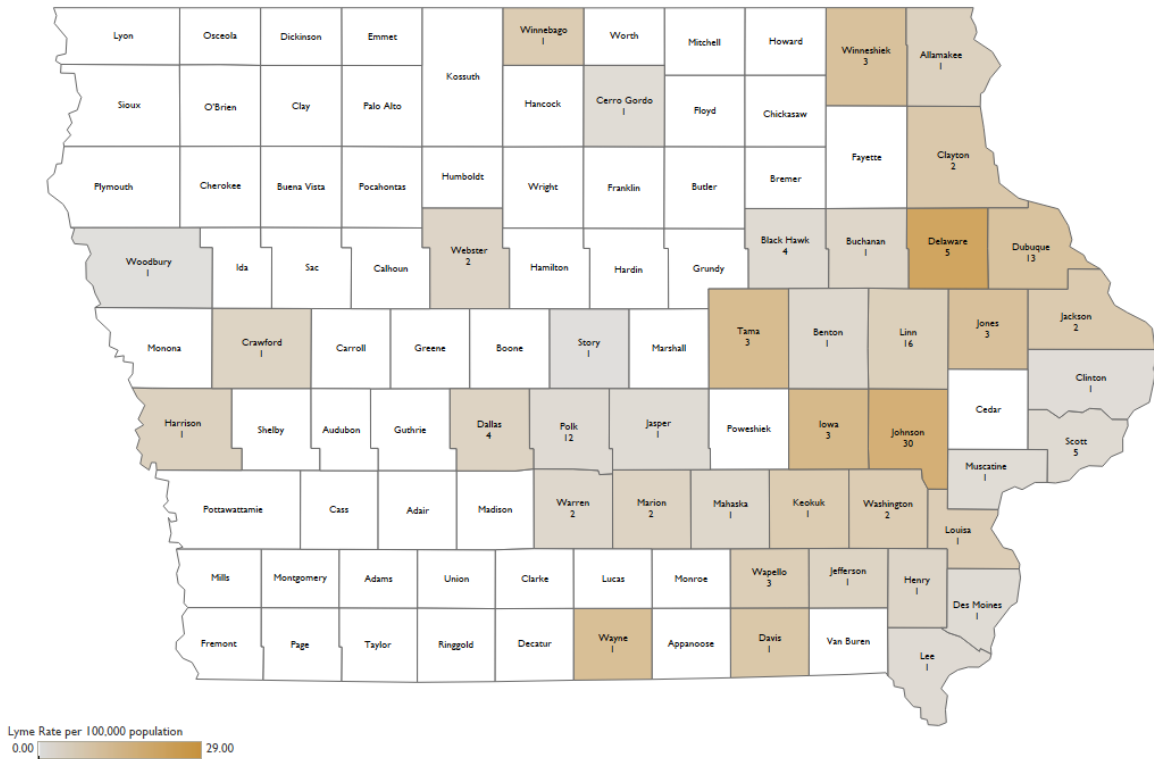 Lyon
Osceola
Dickinson
Emmet
Kossuth
Winnebago
1
Worth
Mitchell
Howard
Winneshiek
3
Allamakee
1
Sioux
O'Brien
Clay
Palo Alto
Hancock
Cerro Gordo
1
Floyd
Chickasaw
Fayette
Clayton
2
Plymouth
Cherokee
Buena Vista
Pocahontas
Humboldt
Wright
Franklin
Butler
Bremer
Woodbury
1
Ida
Sac
Calhoun
Webster
2
Hamilton
Hardin
Grundy
Black Hawk
4
Buchanan
1
Delaware
5
Dubuque
13
Monona
Crawford
1
Carroll
Greene
Boone
Story
1
Marshall
Tama
3
Benton
1
Linn
16
Jones
3
Jackson
2
Clinton
1
Harrison
1
Shelby
Audubon
Guthrie
Dallas
4
Polk
12
Jasper
1
Poweshiek
Iowa
3
Johnson
30
Cedar
Scott
5
Muscatine
1
Pottawattamie
Cass
Adair
Madison
Warren
2
Marion
2
Mahaska
1
Keokuk
1
Washington
2
Louisa
1
Mills
Montgomery
Adams
Union
Clarke
Lucas
Monroe
Wapello
3
Jefferson
1
Henry
1
Des Moines
1
Fremont
Page
Taylor
Ringgold
Decatur
Wayne
1
Appanoose
Davis
1
Van Buren
Lee
1
Lyme Rate per 100,000 population
0.00 29.00